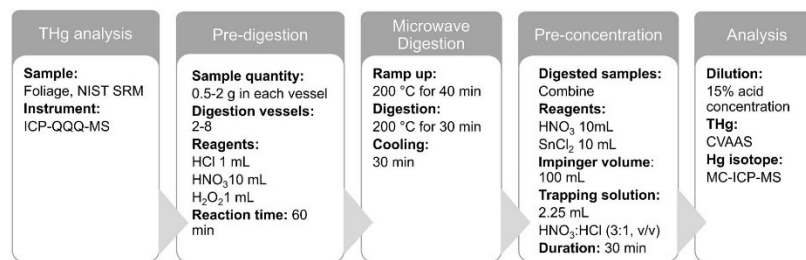 THg analysis
Sample:
Foliage, NIST SRM
Instrument:
ICP-QQQ-MS
Pre-digestion
Sample quantity:
0.5-2 g in each vessel
Digestion vessels:
2-8
Reagents:
HCl 1 mL
HNO₃10 mL
H₂O₂1 mL
Reaction time: 60
min
Microwave
Digestion
Ramp up:
200 °C for 40 min
Digestion:
200 °C for 30 min
Cooling:
30 min
Pre-concentration
Digested samples:
Combine
Reagents:
HNO₃ 10mL
SnCl₂ 10 mL
Impinger volume:
100 mL
Trapping solution:
2.25 mL
HNO₃:HCl (3:1, v/v)
Duration: 30 min
Analysis
Dilution:
15% acid
concentration
THg:
CVAAS
Hg isotope:
MC-ICP-MS